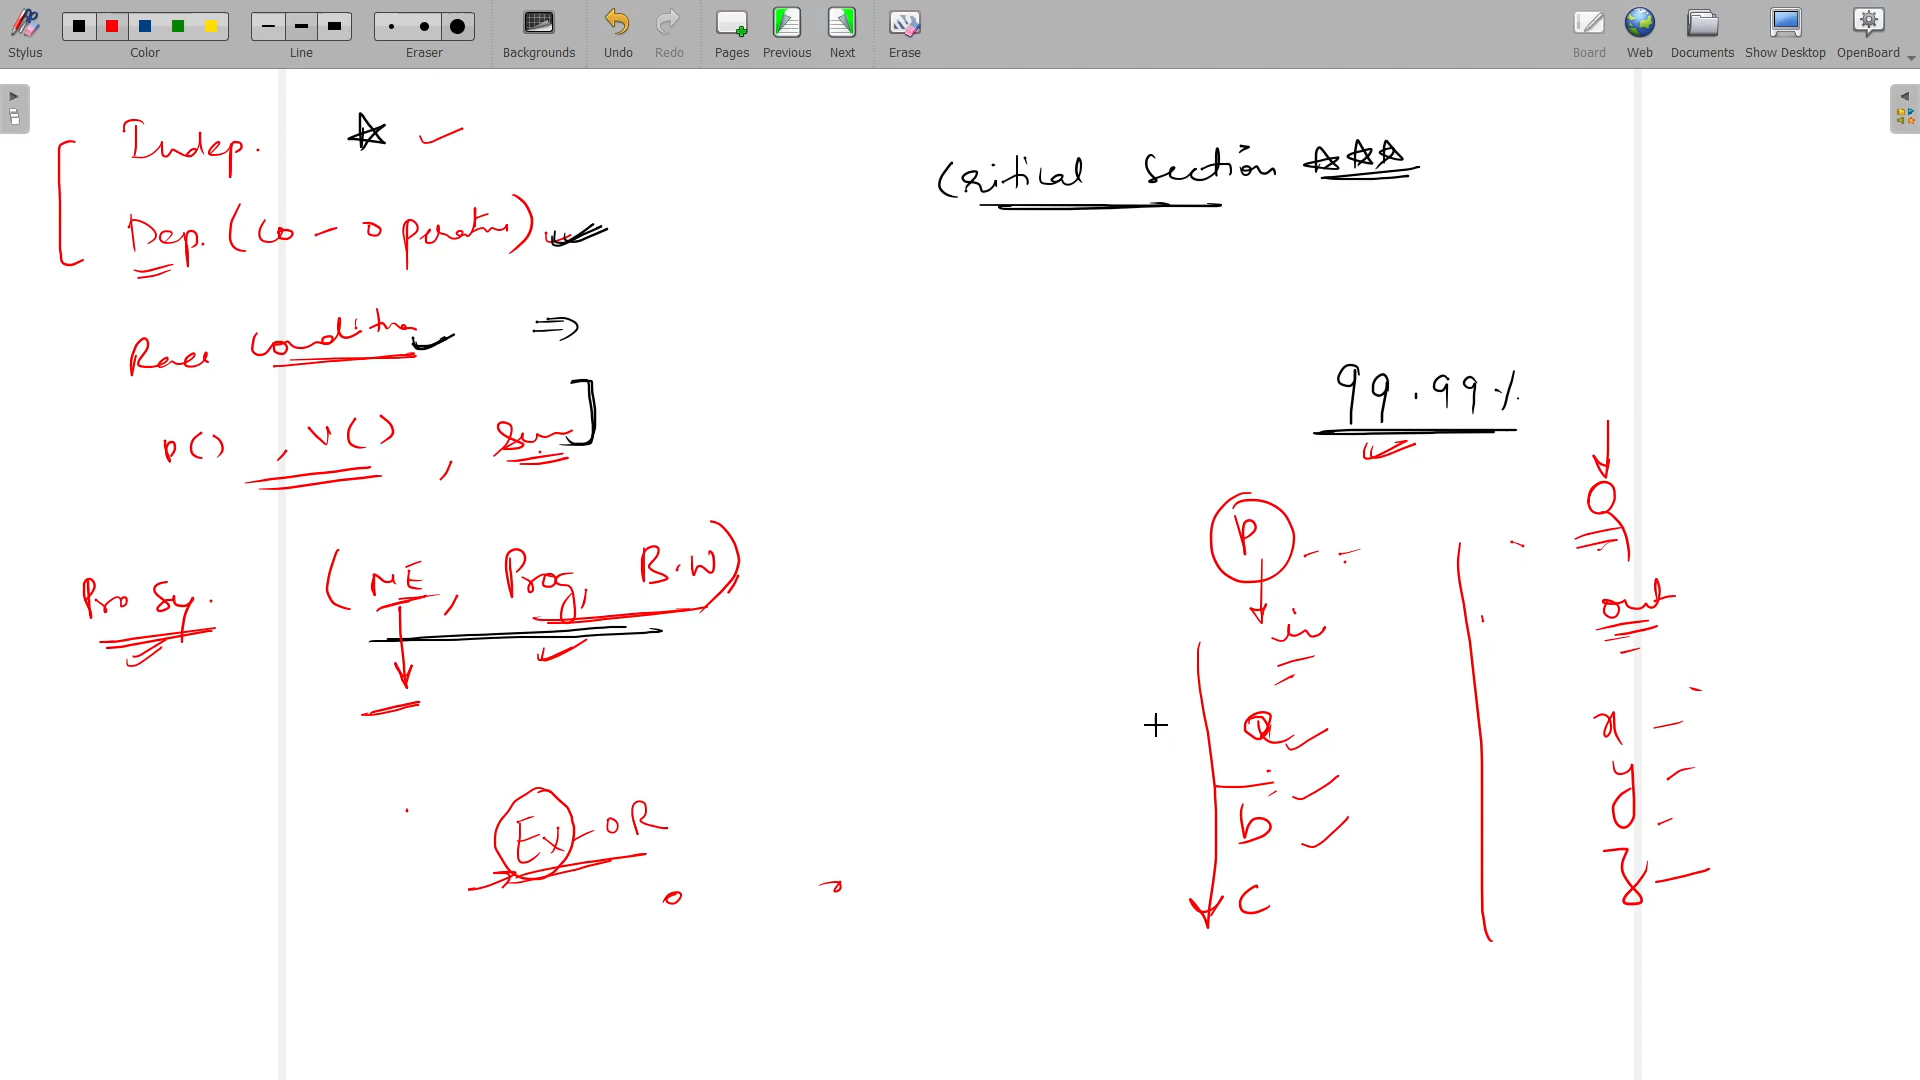 Stylus Color Line Eraser Backgrounds Undo Redo Pages Previous Next Erase Board Web Documents Show Desktop OpenBoard
Indep.
Dep. (co-operative)
Critical Section
Race condition ⇒
99.99%
P() , V() , Sem
Pro Sy. (ME, Prog, B.W)
P
Q
in
out
a
b
c
x
y
z
Ex-OR